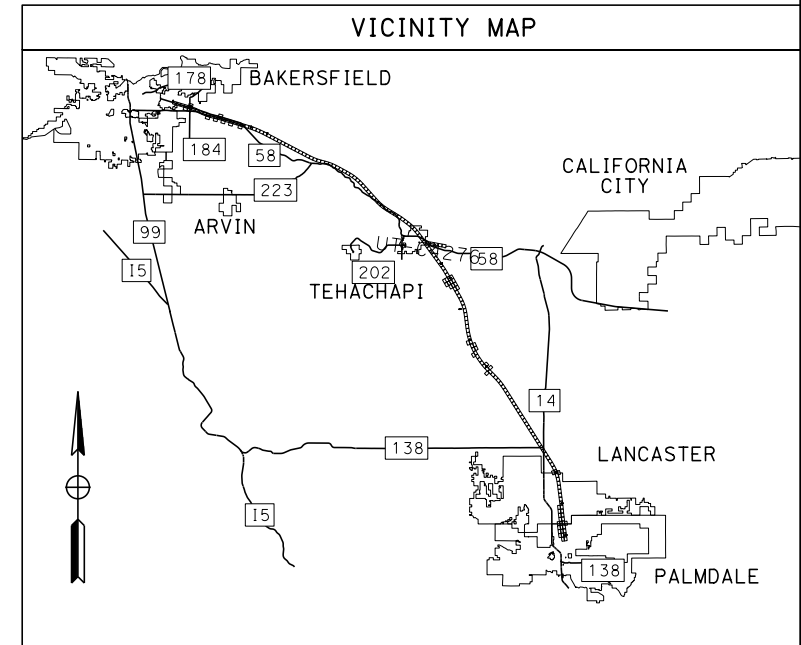 VICINITY MAP
178
BAKERSFIELD
184
58
223
ARVIN
99
I5
CALIFORNIA
CITY
58
202
TEHACHAPI
14
138
LANCASTER
I5
138
PALMDALE